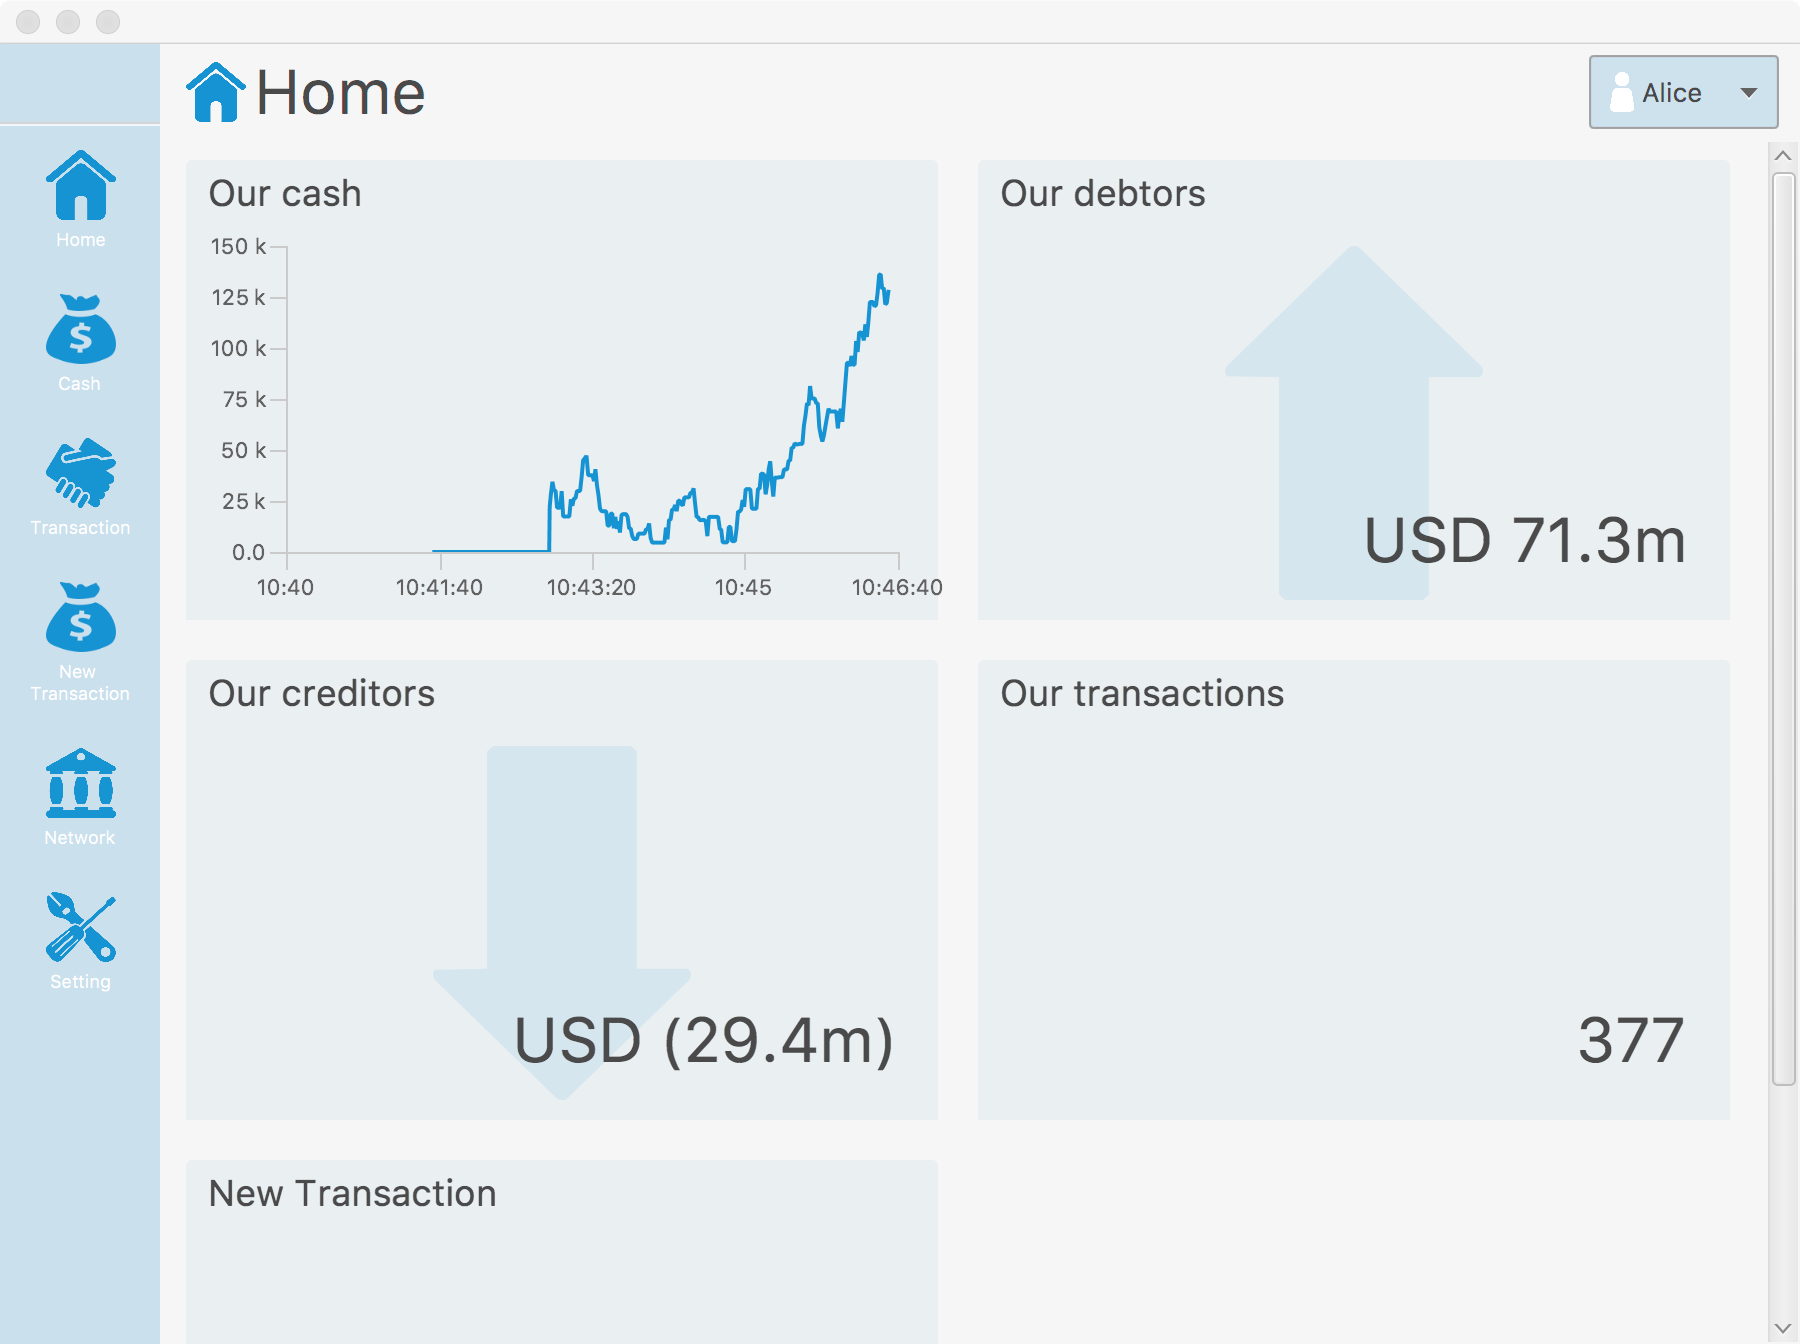 Home
Alice
Home
$
Cash
Transaction
$
New
Transaction
Network
Setting
Our cash
150 k
125 k
100 k
75 k
50 k
25 k
0.0
10:40
10:41:40
10:43:20
10:45
10:46:40
Our debtors
USD 71.3m
Our creditors
USD (29.4m)
Our transactions
377
New Transaction